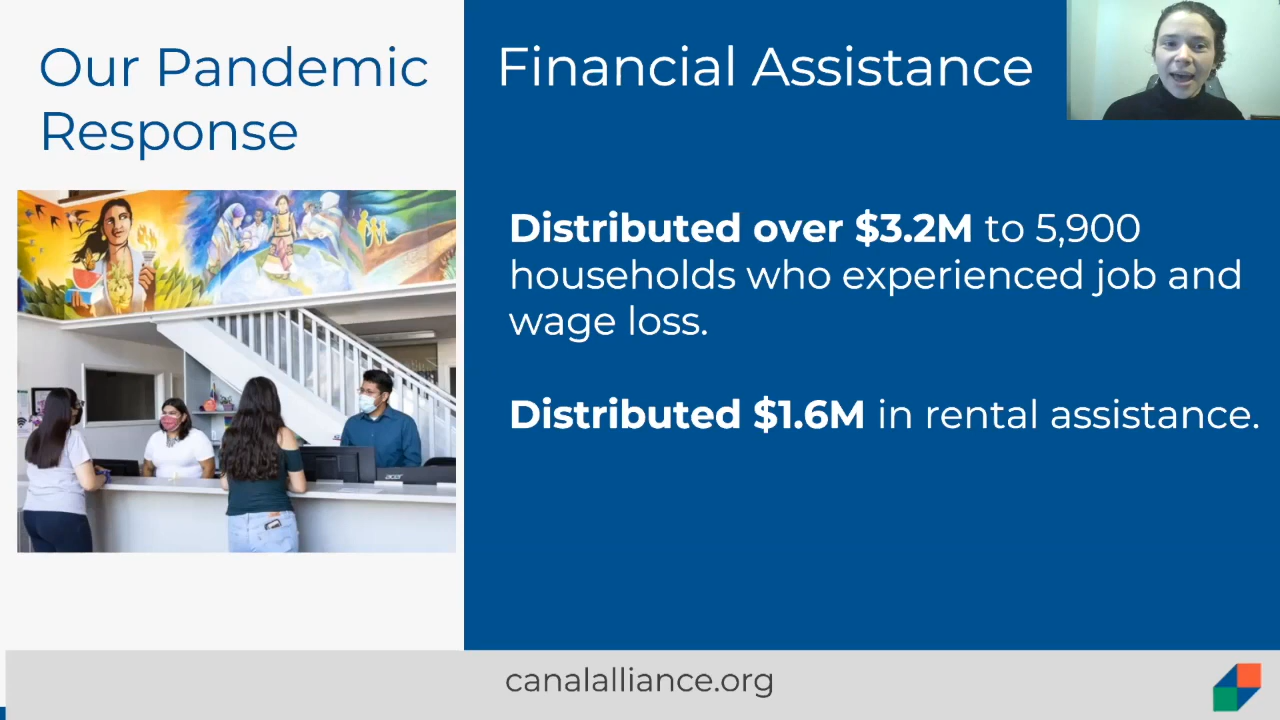 Our Pandemic
Response
Financial Assistance
Distributed over $3.2M to 5,900
households who experienced job and
wage loss.
Distributed $1.6M in rental assistance.
acer
canalalliance.org